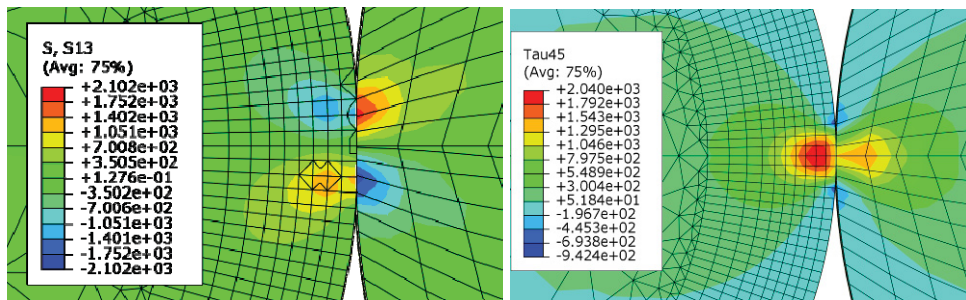 S, S13
(Avg: 75%)
+2.102e+03
+1.752e+03
+1.402e+03
+1.051e+03
+7.008e+02
+3.505e+02
+1.276e-01
-3.502e+02
-7.006e+02
-1.051e+03
-1.401e+03
-1.752e+03
-2.102e+03
Tau45
(Avg: 75%)
+2.040e+03
+1.792e+03
+1.543e+03
+1.295e+03
+1.046e+03
+7.975e+02
+5.489e+02
+3.004e+02
+5.184e+01
-1.967e+02
-4.453e+02
-6.938e+02
-9.424e+02